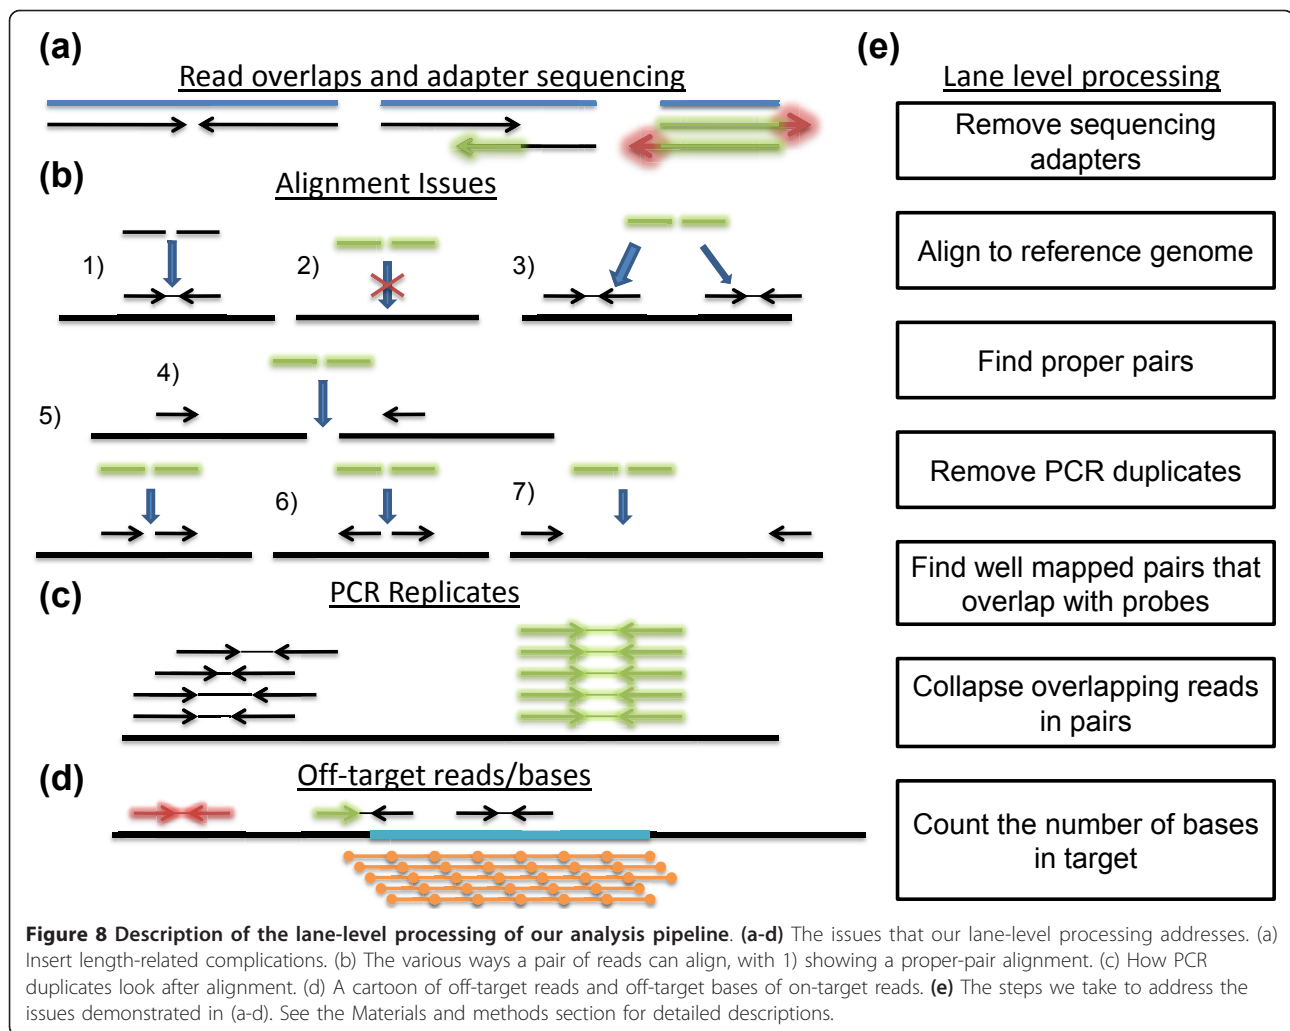 (a)
Read overlaps and adapter sequencing
(b)
Alignment Issues
1)
2)
3)
4)
5)
6)
7)
(c)
PCR Replicates
(d)
Off-target reads/bases
(e)
Lane level processing
Remove sequencing
adapters
Align to reference genome
Find proper pairs
Remove PCR duplicates
Find well mapped pairs that
overlap with probes
Collapse overlapping reads
in pairs
Count the number of bases
in target
Figure 8 Description of the lane-level processing of our analysis pipeline. (a-d) The issues that our lane-level processing addresses. (a)
Insert length-related complications. (b) The various ways a pair of reads can align, with 1) showing a proper-pair alignment. (c) How PCR
duplicates look after alignment. (d) A cartoon of off-target reads and off-target bases of on-target reads. (e) The steps we take to address the
issues demonstrated in (a-d). See the Materials and methods section for detailed descriptions.